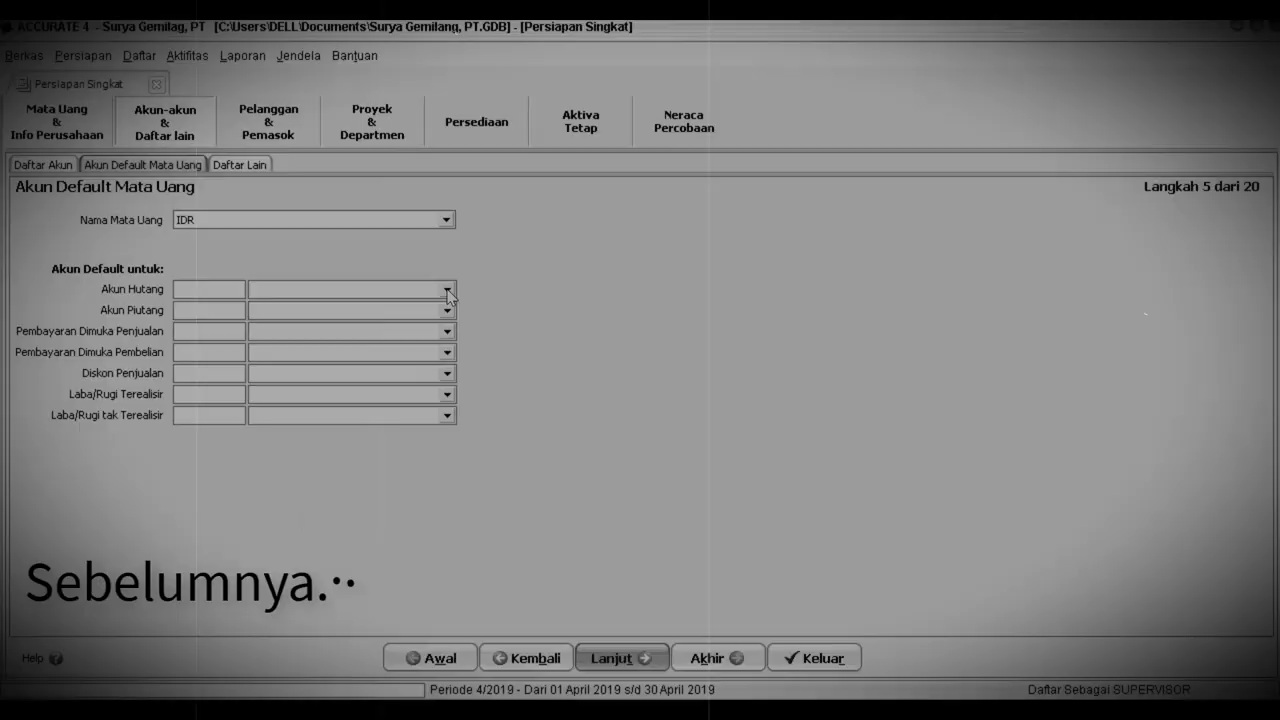 ACCURATE 4 - Surya Gemilag, PT [C:\Users\DELL\Documents\Surya Gemilang, PT.GDB] - [Persiapan Singkat]
Berkas Persiapan Daftar Aktifitas Laporan Jendela Bantuan
Persiapan Singkat
Mata Uang & Info Perusahaan
Akun-akun & Daftar lain
Pelanggan & Pemasok
Proyek & Departmen
Persediaan
Aktiva Tetap
Neraca Percobaan
Daftar Akun Akun Default Mata Uang Daftar Lain
Akun Default Mata Uang Langkah 5 dari 20
Nama Mata Uang IDR
Akun Default untuk:
Akun Hutang
Akun Piutang
Pembayaran Dimuka Penjualan
Pembayaran Dimuka Pembelian
Diskon Penjualan
Laba/Rugi Terealisir
Laba/Rugi tak Terealisir
Sebelumnya...
Help ? Awal Kembali Lanjut Akhir Keluar
Periode 4/2019 - Dari 01 April 2019 s/d 30 April 2019 Daftar Sebagai SUPERVISOR